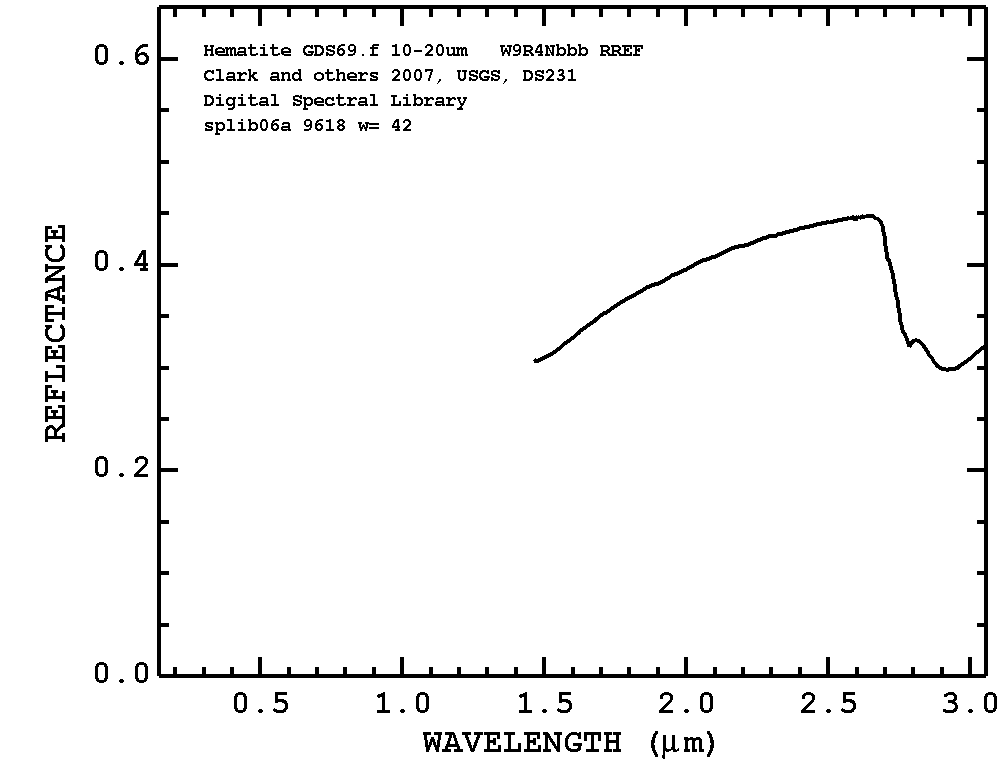 Hematite GDS69.f 10-20um W9R4Nbbb RREF
Clark and others 2007, USGS, DS231
Digital Spectral Library
splib06a 9618 w= 42
REFLECTANCE
0.6
0.4
0.2
0.0
0.5 1.0 1.5 2.0 2.5 3.0
WAVELENGTH (μm)